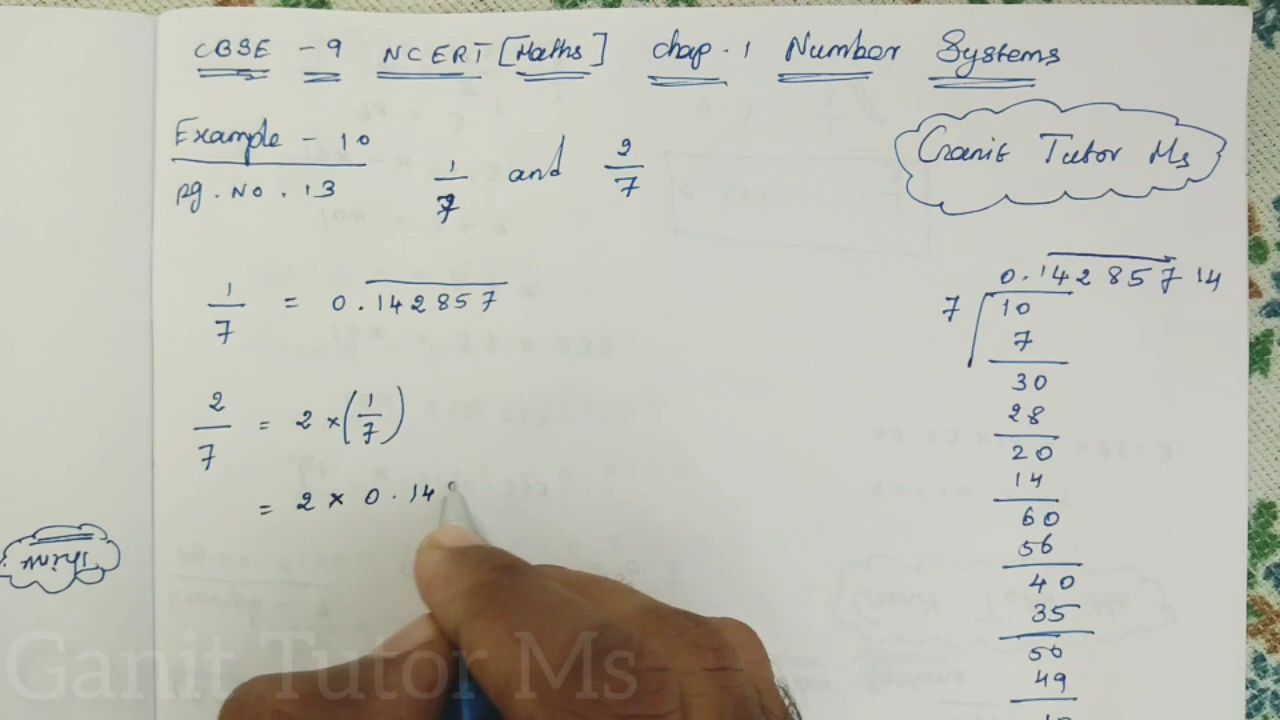 CBSE - 9 NCERT [Maths] chap. 1 Number Systems
Example - 10
pg. No. 13
1/7 and 2/7
Ganit Tutor Ms
1/7 = 0.142857
2/7 = 2 × (1/7)
= 2 × 0.14
0.142857 14
7 10
7
30
28
20
14
60
56
40
35
50
49
Ganit Tutor Ms